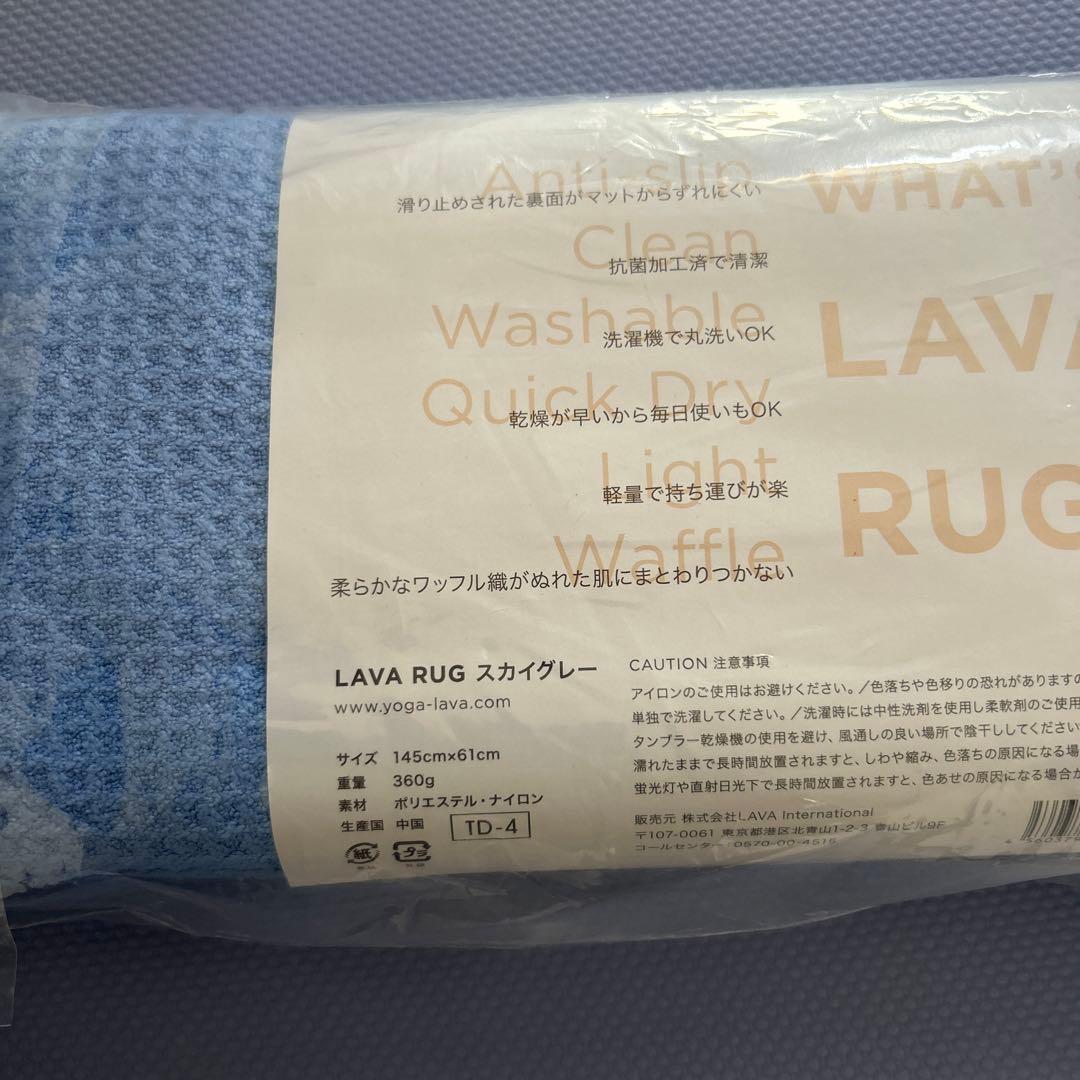 Anti-slip
滑り止めされた裏面がマットからずれにくい
Clean
抗菌加工済で清潔
Washable
洗濯機で丸洗いOK
Quick Dry
乾燥が早いから毎日使いもOK
Light
軽量で持ち運びが楽
Waffle
柔らかなワッフル織がぬれた肌にまとわりつかない
WHAT'S
LAVA
RUG
LAVA RUG スカイグレー
www.yoga-lava.com
サイズ 145cm×61cm
重量 360g
素材 ポリエステル・ナイロン
生産国 中国
TD-4
紙
プラ
CAUTION 注意事項
アイロンのご使用はお避けください。/色落ちや色移りの恐れがありますの
単独で洗濯してください。/洗濯時には中性洗剤を使用し柔軟剤のご使用
タンブラー乾燥機の使用を避け、風通しの良い場所で陰干ししてください
濡れたままで長時間放置されますと、しわや縮み、色落ちの原因になる場
蛍光灯や直射日光下で長時間放置されますと、色あせの原因になる場合か
販売元 株式会社LAVA International
〒107-0061 東京都港区北青山1-2-3 青山ビル9F
コールセンター:0570-00-4515